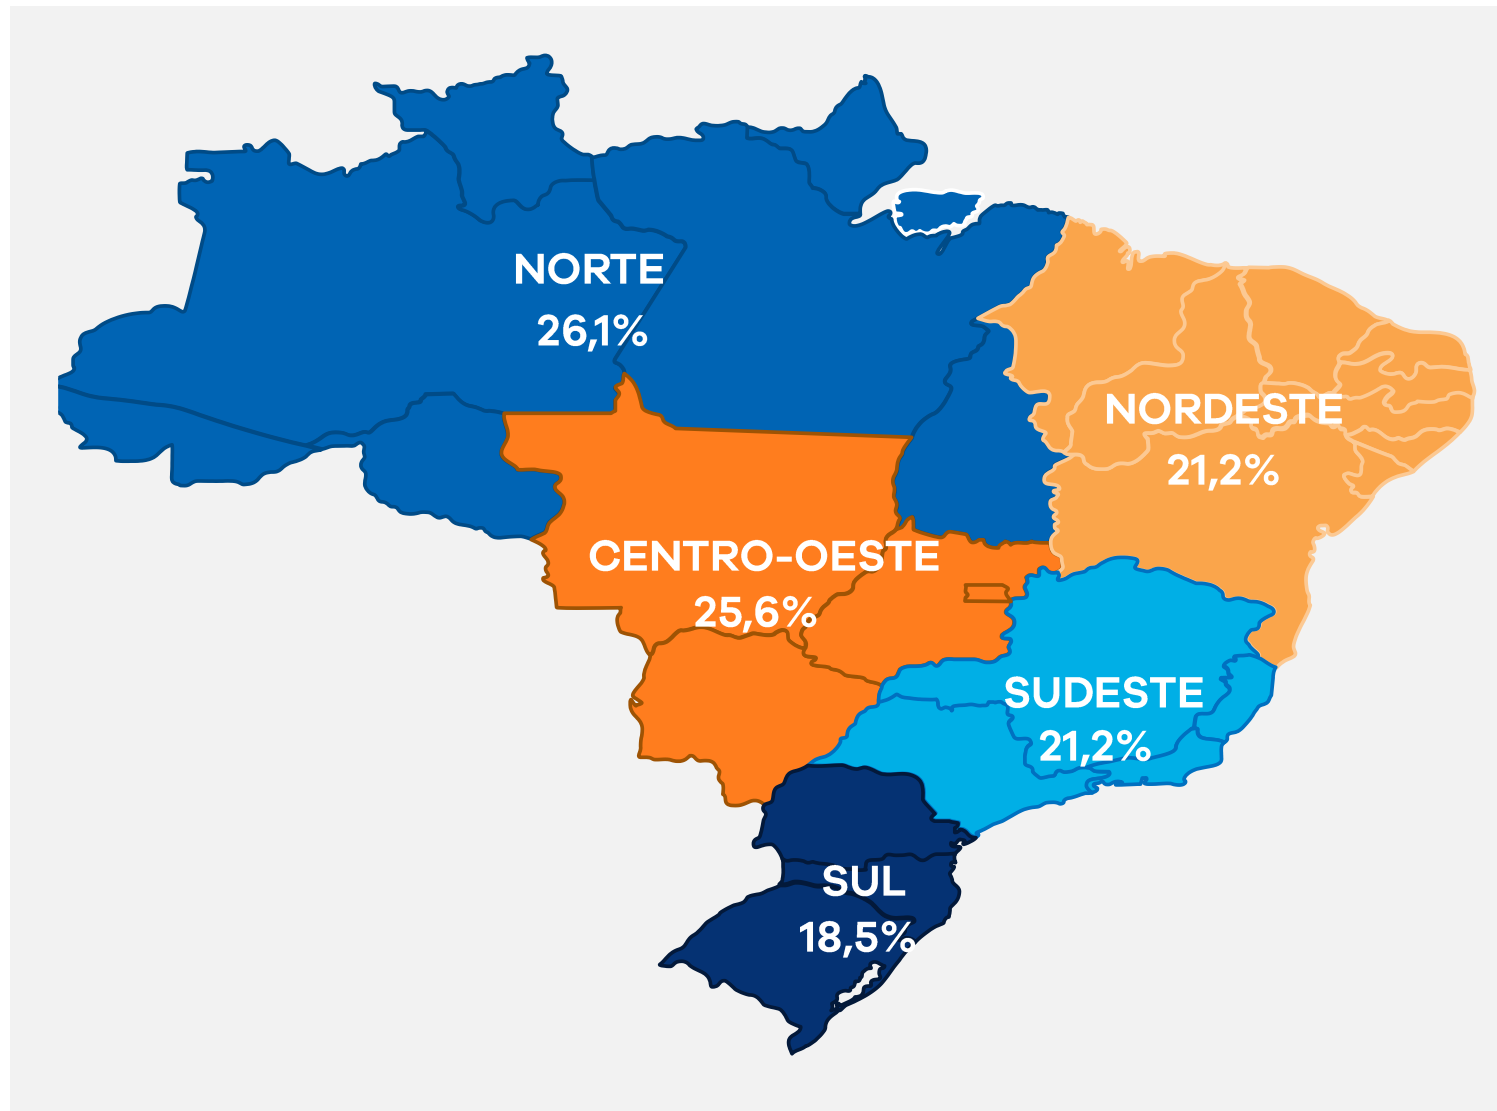 NORTE
26,1%
NORDESTE
21,2%
CENTRO-OESTE
25,6%
SUDESTE
21,2%
SUL
18,5%